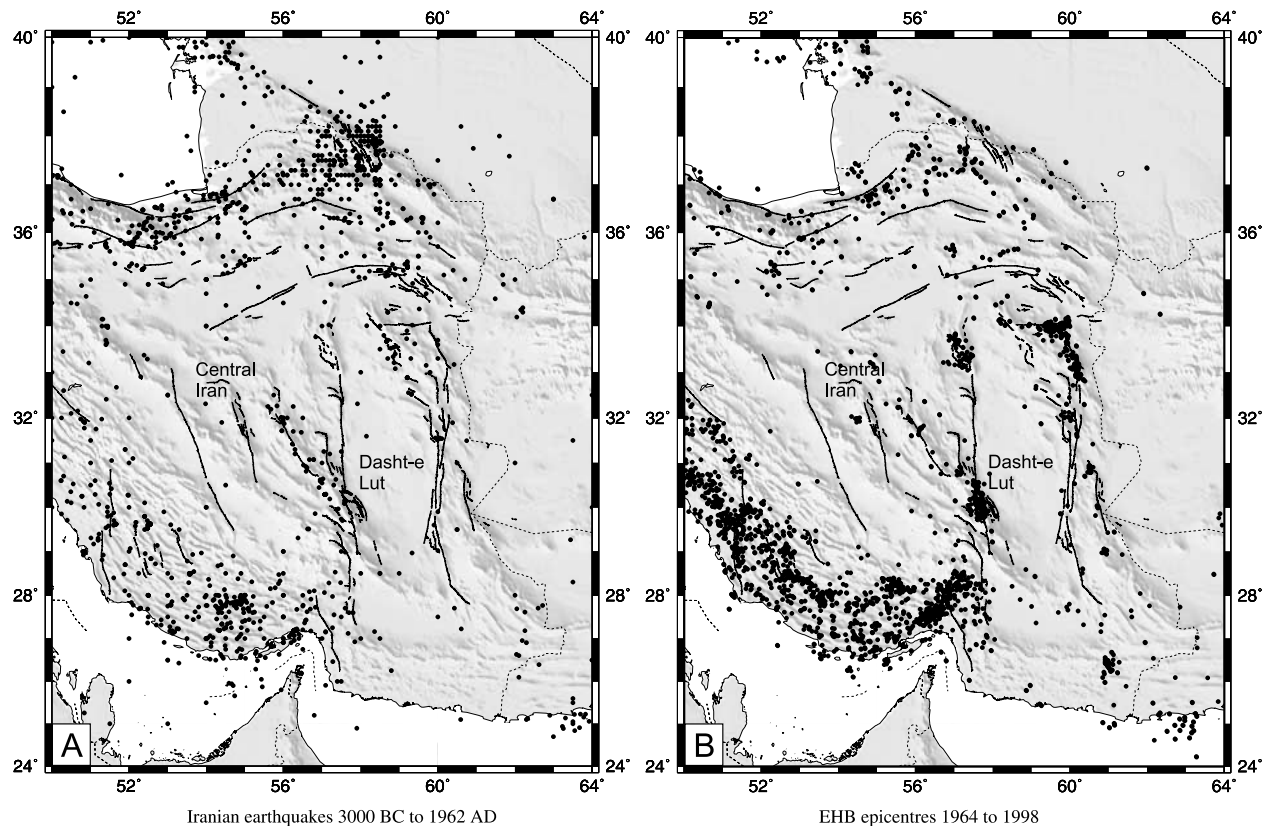 52° 56° 60° 64° 52° 56° 60° 64°
40° 40° 40° 40°
36° 36° 36° 36°
Central
Iran
Central
Iran
32° 32° 32° 32°
Dasht-e
Lut
Dasht-e
Lut
28° 28° 28° 28°
A B
24° 24° 24° 24°
52° 56° 60° 64° 52° 56° 60° 64°
Iranian earthquakes 3000 BC to 1962 AD
EHB epicentres 1964 to 1998